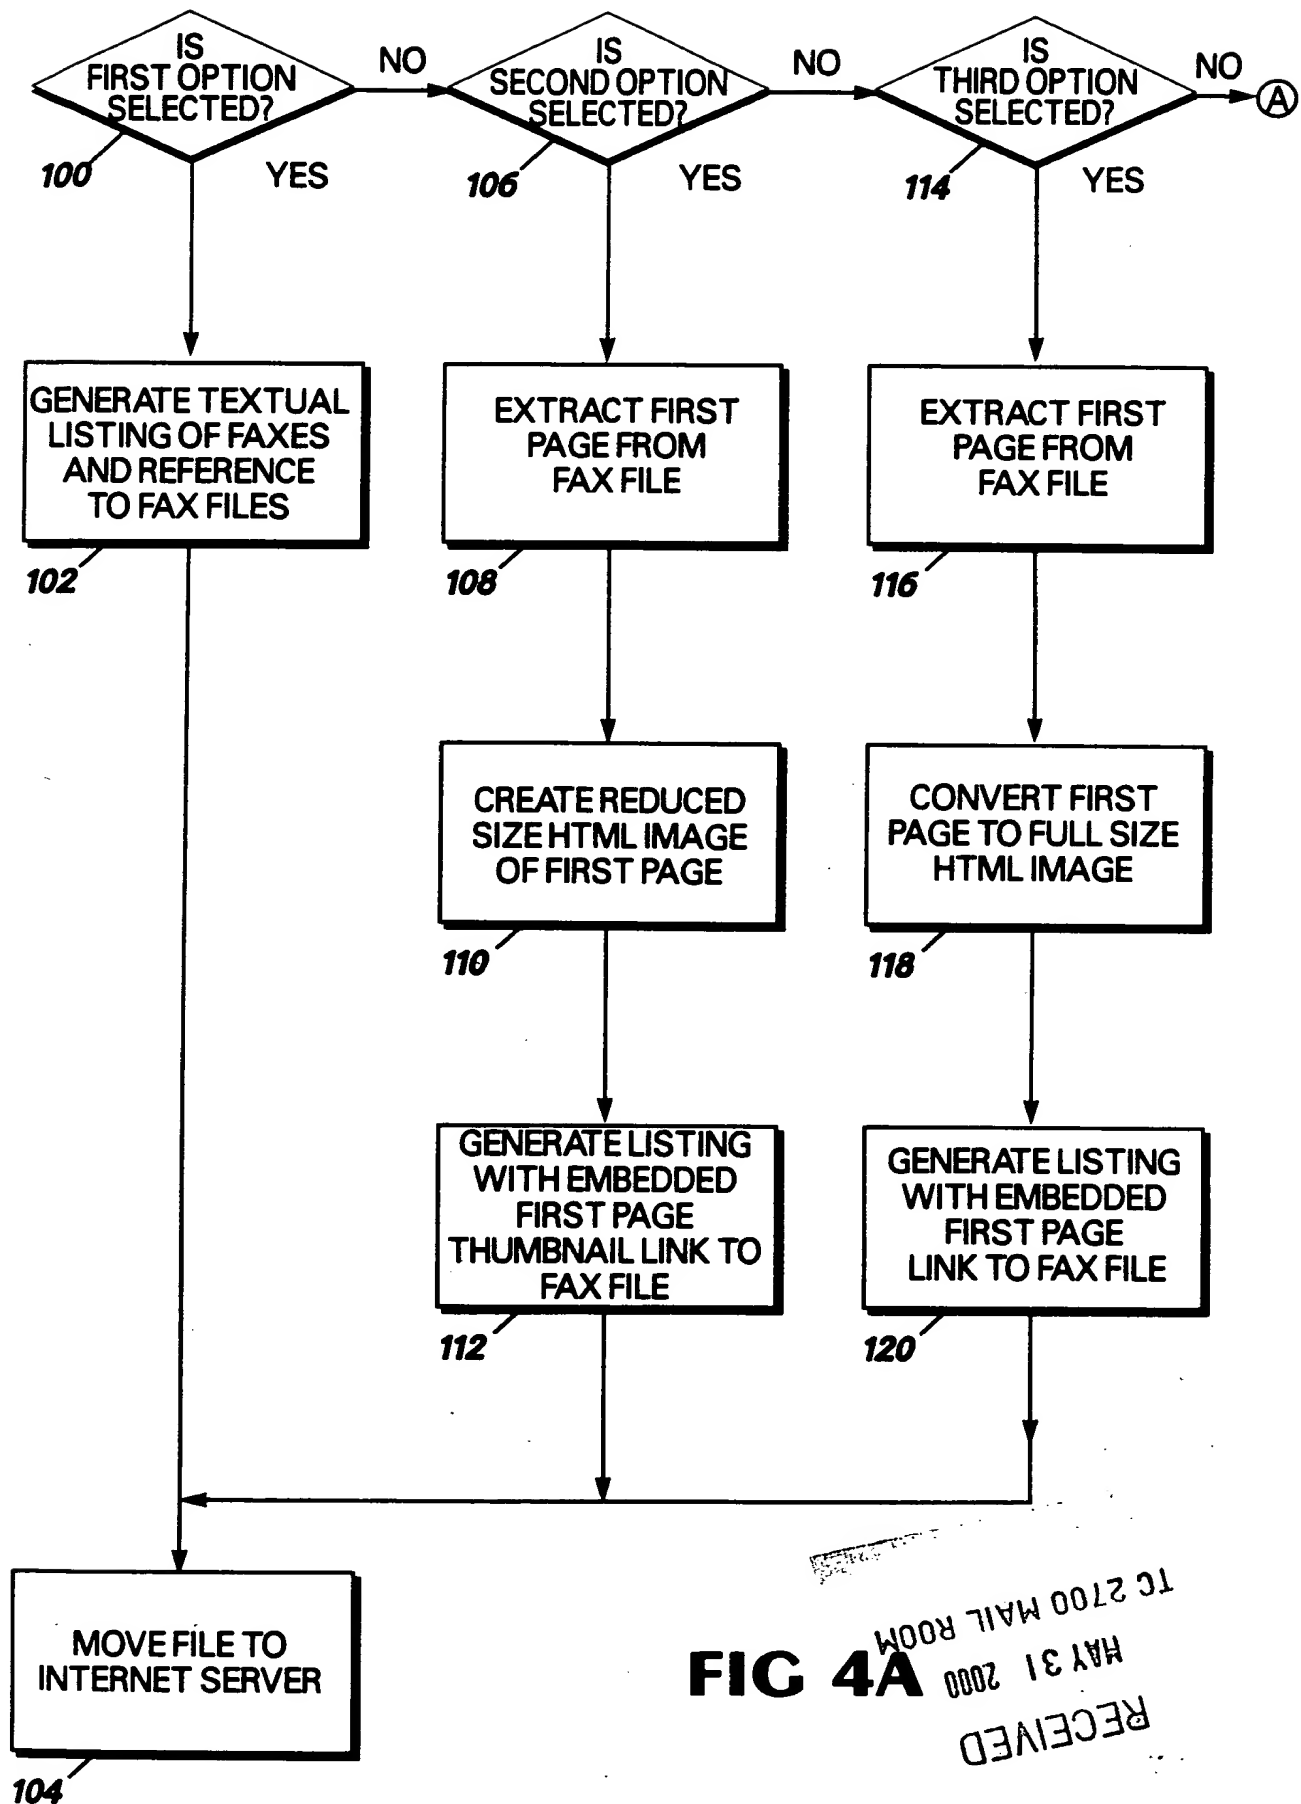 IS
FIRST OPTION
SELECTED?
NO
100
YES
IS
SECOND OPTION
SELECTED?
NO
106
YES
IS
THIRD OPTION
SELECTED?
NO
A
114
YES
GENERATE TEXTUAL
LISTING OF FAXES
AND REFERENCE
TO FAX FILES
102
EXTRACT FIRST
PAGE FROM
FAX FILE
108
EXTRACT FIRST
PAGE FROM
FAX FILE
116
CREATE REDUCED
SIZE HTML IMAGE
OF FIRST PAGE
110
CONVERT FIRST
PAGE TO FULL SIZE
HTML IMAGE
118
GENERATE LISTING
WITH EMBEDDED
FIRST PAGE
THUMBNAIL LINK TO
FAX FILE
112
GENERATE LISTING
WITH EMBEDDED
FIRST PAGE
LINK TO FAX FILE
120
MOVE FILE TO
INTERNET SERVER
104
FIG 4A
RECEIVED
MAY 31 2000
TC 2700 MAIL ROOM